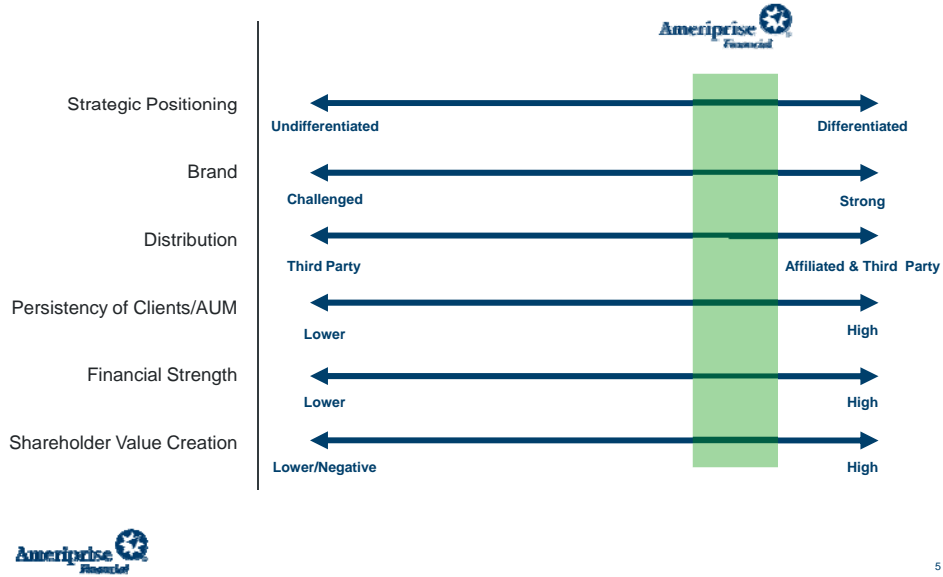 Ameriprise
Financial
Strategic Positioning
Undifferentiated
Differentiated
Brand
Challenged
Strong
Distribution
Third Party
Affiliated & Third Party
Persistency of Clients/AUM
Lower
High
Financial Strength
Lower
High
Shareholder Value Creation
Lower/Negative
High
Ameriprise
Financial
5